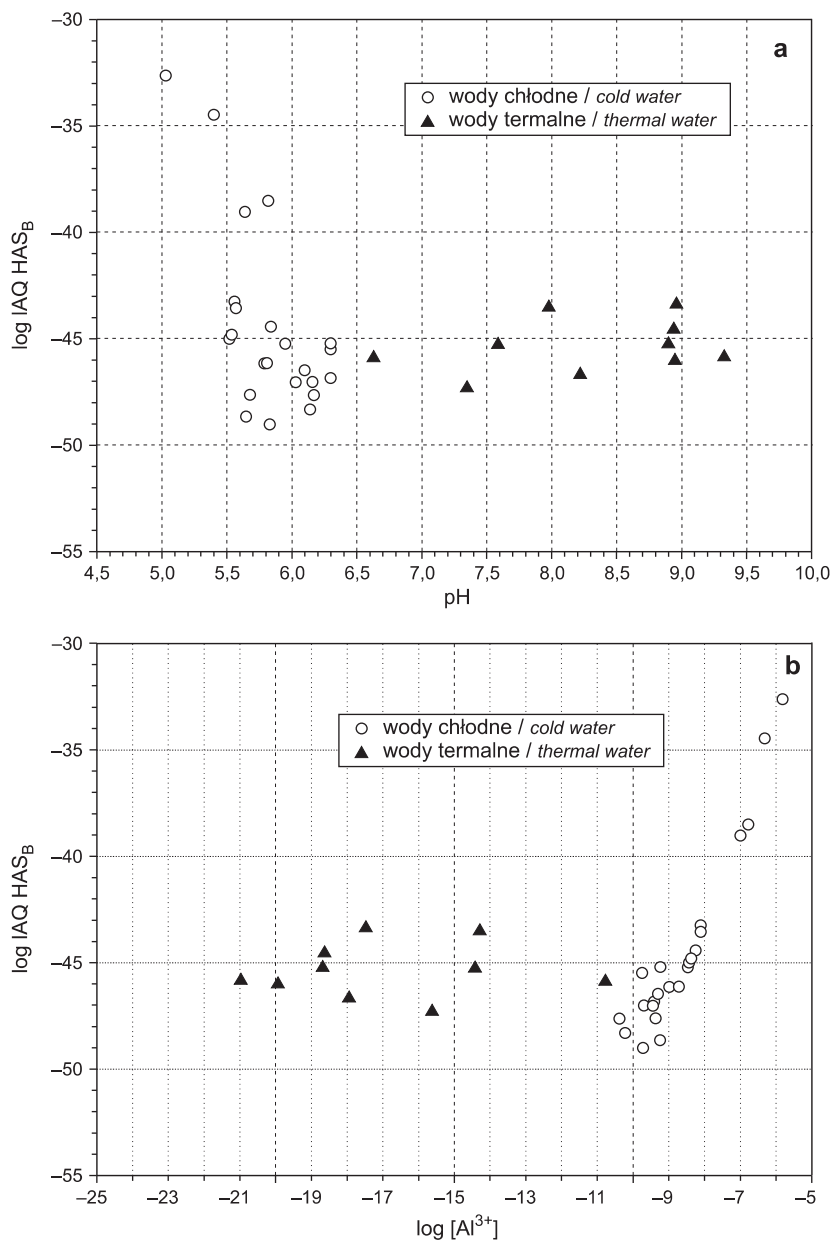 a
wody chłodne / cold water
wody termalne / thermal water
log IAQ HAS_B
–30
–35
–40
–45
–50
–55
4,5 5,0 5,5 6,0 6,5 7,0 7,5 8,0 8,5 9,0 9,5 10,0
pH
b
wody chłodne / cold water
wody termalne / thermal water
log IAQ HAS_B
–30
–35
–40
–45
–50
–55
–25 –23 –21 –19 –17 –15 –13 –11 –9 –7 –5
log [Al³⁺]